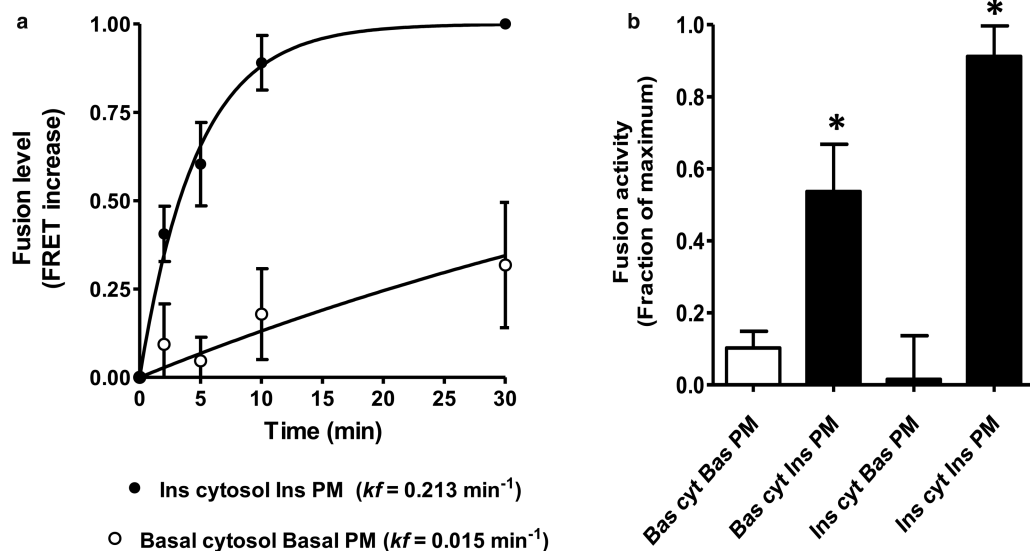 a
Fusion level
(FRET increase)
1.00
0.75
0.50
0.25
0.00
0
5
10
15
20
25
30
Time (min)
Ins cytosol Ins PM (kf = 0.213 min-1)
Basal cytosol Basal PM (kf = 0.015 min-1)
b
Fusion activity
(Fraction of maximum)
1.0
0.8
0.6
0.4
0.2
0.0
*
*
Bas cyt Bas PM
Bas cyt Ins PM
Ins cyt Bas PM
Ins cyt Ins PM